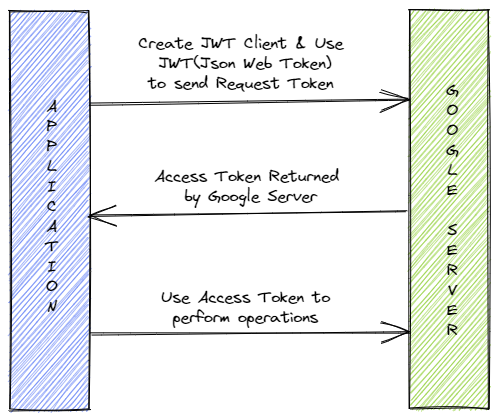 Create JWT Client & Use
JWT(Json Web Token)
to send Request Token
APPLICATION
GOOGLE SERVER
Access Token Returned
by Google Server
Use Access Token to
perform operations